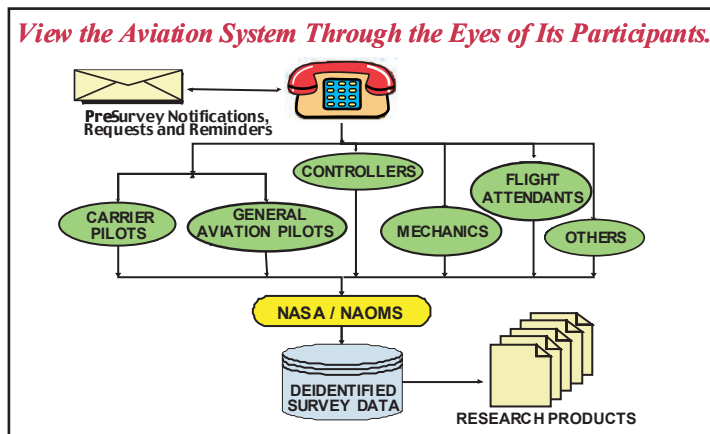 View the Aviation System Through the Eyes of Its Participants.
PreSurvey Notifications,
Requests and Reminders
CONTROLLERS
FLIGHT
ATTENDANTS
CARRIER
PILOTS
GENERAL
AVIATION PILOTS
MECHANICS
OTHERS
NASA / NAOMS
DEIDENTIFIED
SURVEY DATA
RESEARCH PRODUCTS